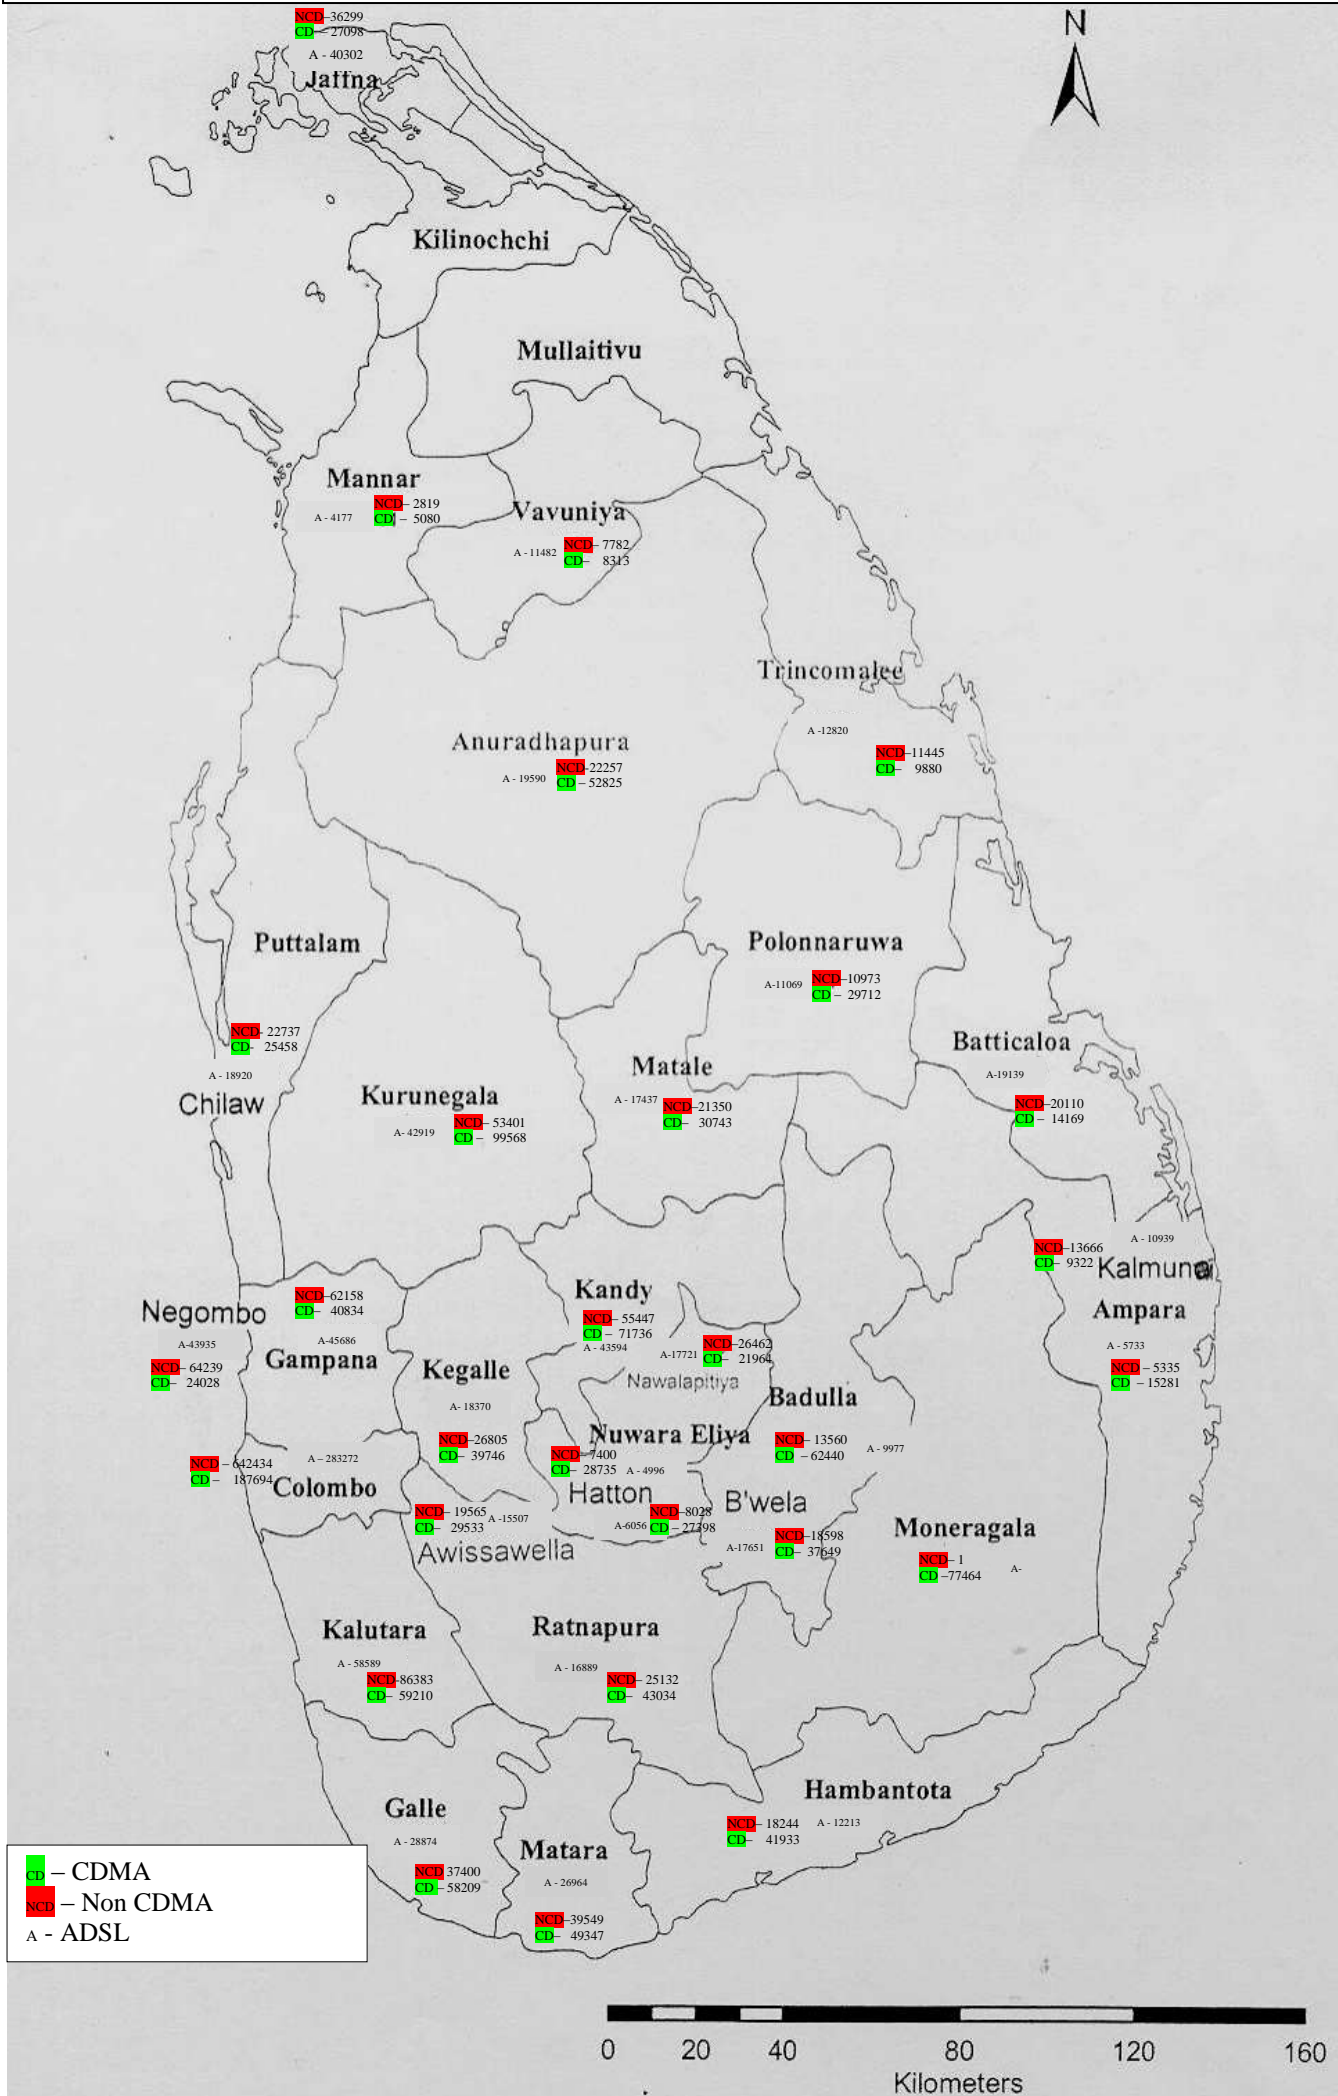 NCD–36299
CD– 27098
A - 40302
Jaffna
N
Kilinochchi
Mullaitivu
Mannar
NCD– 2819
A - 4177
CD – 5080
Vavuniya
NCD– 7782
A - 11482
CD– 8313
Trincomalee
A -12820
NCD–11445
CD– 9880
Anuradhapura
NCD-22257
A - 19590
CD – 52825
Puttalam
Polonnaruwa
NCD–10973
A-11069
CD – 29712
NCD- 22737
CD- 25458
A - 18920
Chilaw
Batticaloa
A-19139
NCD–20110
CD – 14169
Matale
A - 17437
NCD–21350
CD– 30743
Kurunegala
NCD– 53401
A- 42919
CD – 99568
A - 10939
NCD–13666
CD– 9322
Kalmunai
Ampara
A - 5733
NCD– 5335
CD – 15281
Negombo
A-43935
NCD– 64239
CD– 24028
NCD–62158
CD– 40834
A-45686
Gampana
Kandy
NCD– 55447
CD – 71736
A - 43594
A-17721
NCD–26462
CD– 21964
Nawalapitiya
Kegalle
A- 18370
NCD–26805
CD– 39746
Badulla
NCD– 13560
CD – 62440
A - 9977
Nuwara Eliya
NCD– 7400
CD– 28735
A - 4996
Hatton
NCD–8028
A-6056
CD – 27398
B'wela
NCD–18598
A-17651
CD– 37649
NCD – 642434
CD – 187694
A – 283272
Colombo
NCD– 19565
A -15507
CD– 29533
Awissawella
Moneragala
NCD– 1
CD –77464
A-
Kalutara
A - 58589
NCD-86383
CD– 59210
Ratnapura
A - 16889
NCD– 25132
CD– 43034
Hambantota
NCD– 18244
A - 12213
CD– 41933
Galle
A - 28874
NCD 37400
CD – 58209
Matara
A - 26964
NCD–39549
CD– 49347
CD – CDMA
NCD – Non CDMA
A - ADSL
0 20 40 80 120 160
Kilometers